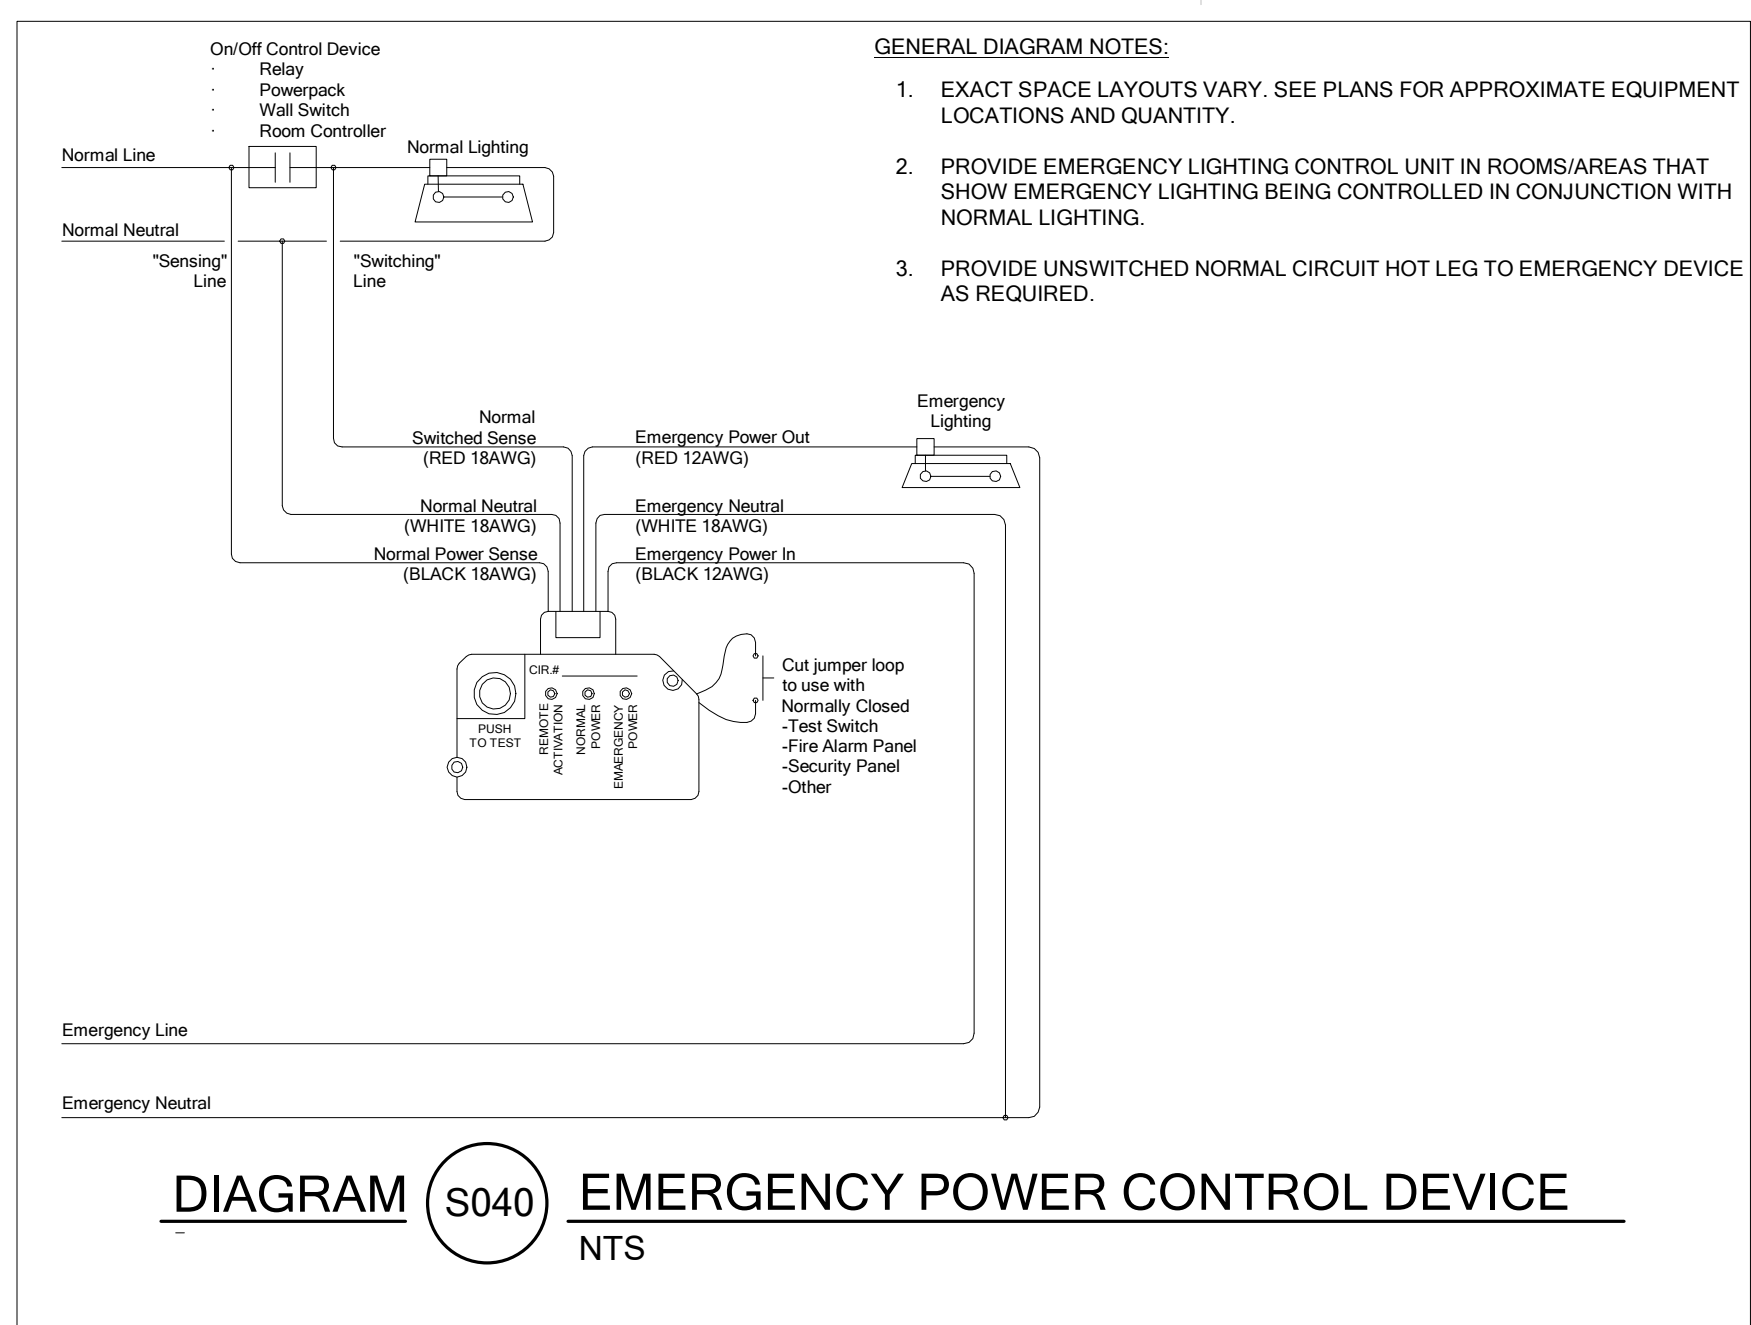 On/Off Control Device
· Relay
· Powerpack
· Wall Switch
· Room Controller
Normal Line
Normal Lighting
Normal Neutral
"Sensing"
Line
"Switching"
Line
GENERAL DIAGRAM NOTES:
1. EXACT SPACE LAYOUTS VARY. SEE PLANS FOR APPROXIMATE EQUIPMENT
LOCATIONS AND QUANTITY.
2. PROVIDE EMERGENCY LIGHTING CONTROL UNIT IN ROOMS/AREAS THAT
SHOW EMERGENCY LIGHTING BEING CONTROLLED IN CONJUNCTION WITH
NORMAL LIGHTING.
3. PROVIDE UNSWITCHED NORMAL CIRCUIT HOT LEG TO EMERGENCY DEVICE
AS REQUIRED.
Normal
Switched Sense
(RED 18AWG)
Normal Neutral
(WHITE 18AWG)
Normal Power Sense
(BLACK 18AWG)
Emergency Power Out
(RED 12AWG)
Emergency Neutral
(WHITE 18AWG)
Emergency Power In
(BLACK 12AWG)
Emergency
Lighting
CIR.#
PUSH
TO TEST
REMOTE
ACTIVATION
NORMAL
POWER
EMAERGENCY
POWER
Cut jumper loop
to use with
Normally Closed
-Test Switch
-Fire Alarm Panel
-Security Panel
-Other
Emergency Line
Emergency Neutral
DIAGRAM
S040
EMERGENCY POWER CONTROL DEVICE
NTS